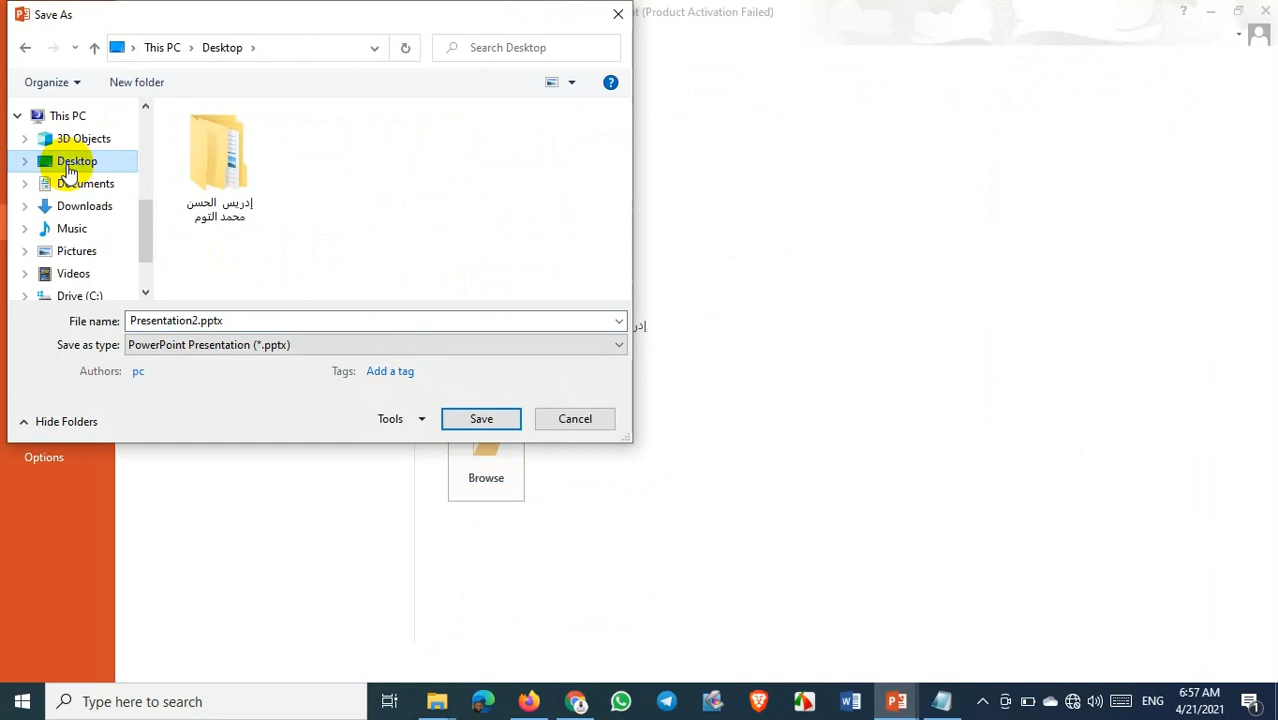 Save As
t (Product Activation Failed)
?
This PC
Desktop
Search Desktop
Organize
New folder
?
This PC
3D Objects
Desktop
Documents
Downloads
Music
Pictures
Videos
Drive (C:)
إدريس الحسن
محمد التوم
File name:
Presentation2.pptx
إدر
Save as type:
PowerPoint Presentation (*.pptx)
Authors:
pc
Tags:
Add a tag
Hide Folders
Tools
Save
Cancel
Options
Browse
Type here to search
ENG
6:57 AM
4/21/2021
1